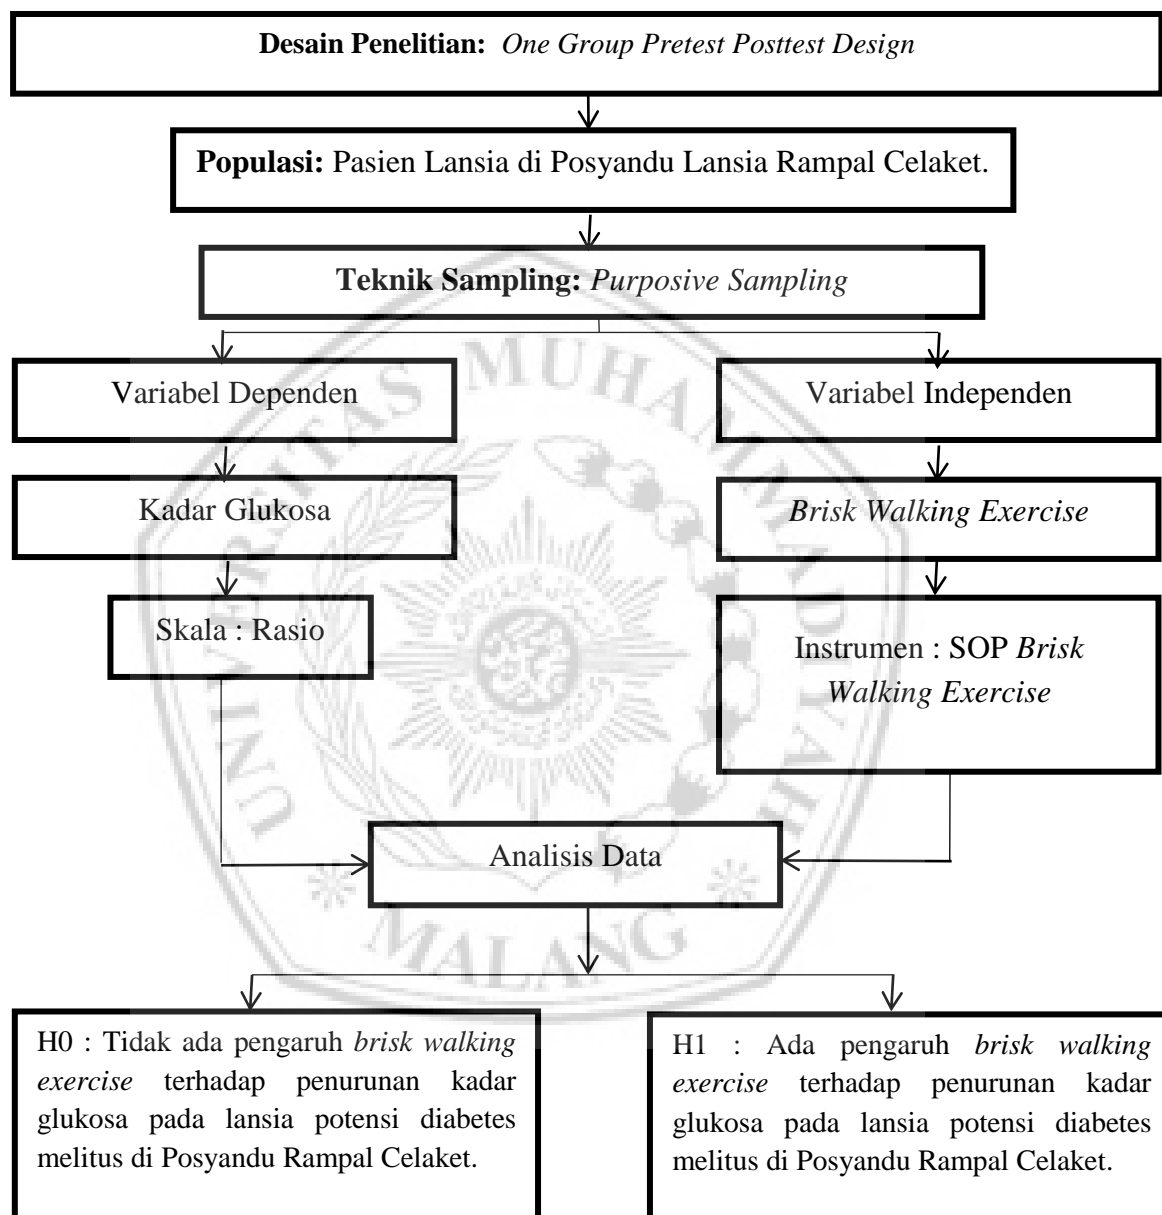 Desain Penelitian: One Group Pretest Posttest Design
Populasi: Pasien Lansia di Posyandu Lansia Rampal Celaket.
Teknik Sampling: Purposive Sampling
Variabel Dependen
Variabel Independen
Kadar Glukosa
Brisk Walking Exercise
Skala : Rasio
Instrumen : SOP Brisk
Walking Exercise
Analisis Data
H0 : Tidak ada pengaruh brisk walking
exercise terhadap penurunan kadar
glukosa pada lansia potensi diabetes
melitus di Posyandu Rampal Celaket.
H1 : Ada pengaruh brisk walking
exercise terhadap penurunan kadar
glukosa pada lansia potensi diabetes
melitus di Posyandu Rampal Celaket.
UNIVERSITAS MUHAMMADIYAH
MALANG